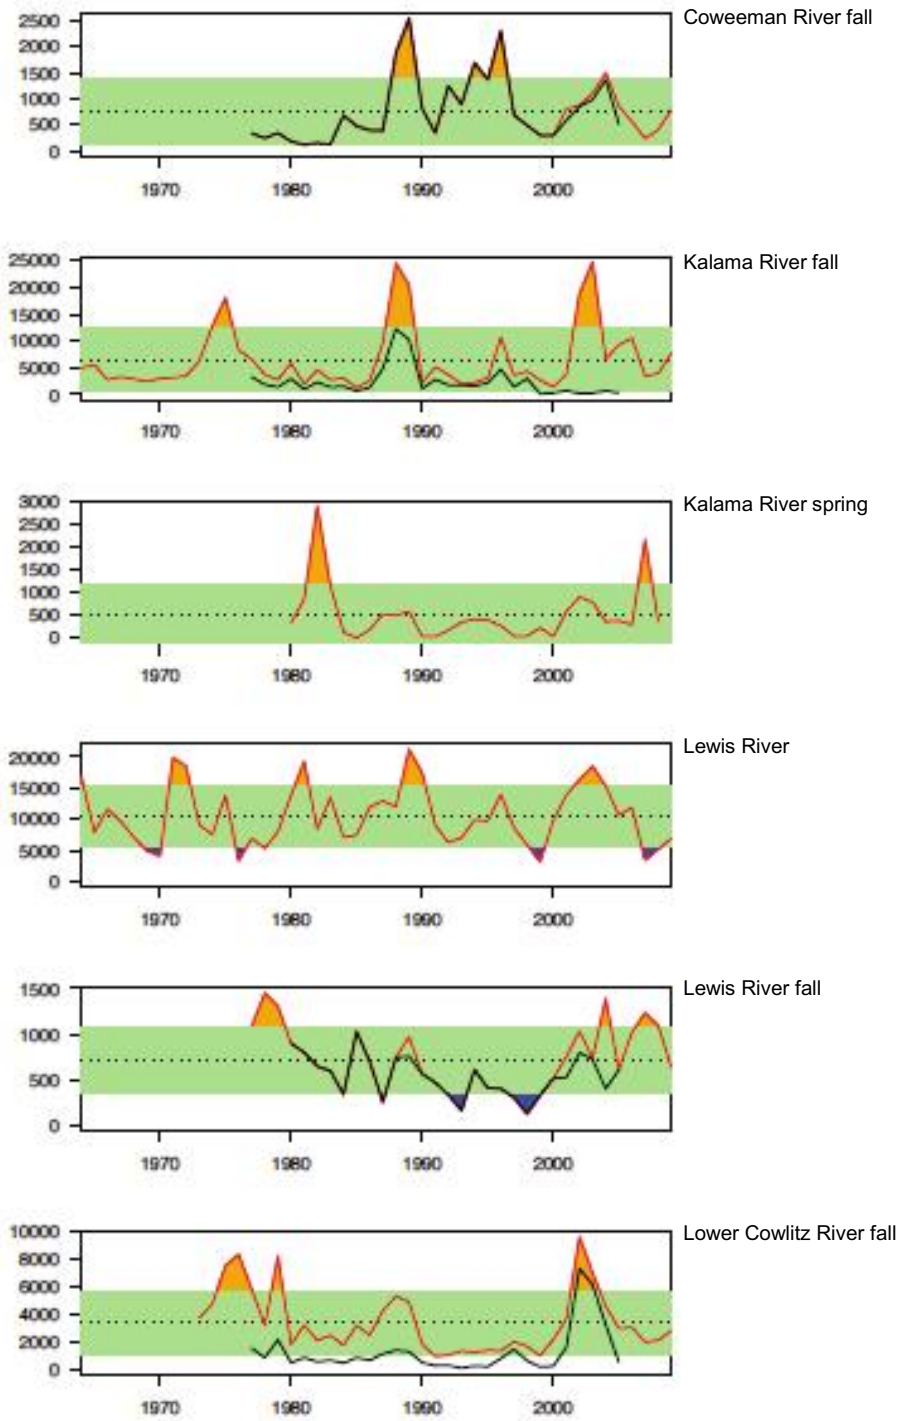 Coweeman River fall
2500
2000
1500
1000
500
0
1970 1980 1990 2000
Kalama River fall
25000
20000
15000
10000
5000
0
1970 1980 1990 2000
Kalama River spring
3000
2500
2000
1500
1000
500
0
1970 1980 1990 2000
Lewis River
20000
15000
10000
5000
0
1970 1980 1990 2000
Lewis River fall
1500
1000
500
0
1970 1980 1990 2000
Lower Cowlitz River fall
10000
8000
6000
4000
2000
0
1970 1980 1990 2000